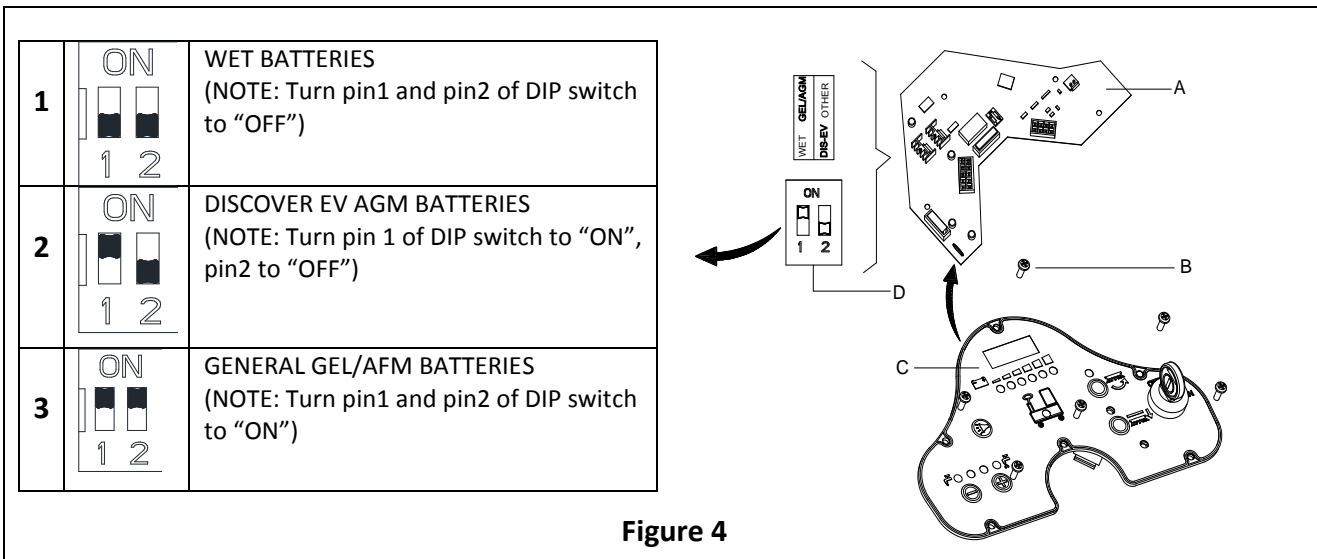 1
ON
1 2
WET BATTERIES
(NOTE: Turn pin1 and pin2 of DIP switch
to “OFF”)
2
ON
1 2
DISCOVER EV AGM BATTERIES
(NOTE: Turn pin 1 of DIP switch to “ON”,
pin2 to “OFF”)
3
ON
1 2
GENERAL GEL/AFM BATTERIES
(NOTE: Turn pin1 and pin2 of DIP switch
to “ON”)
WET GEL/AGM
DIS-EV OTHER
ON
1 2
D
A
B
C
Figure 4